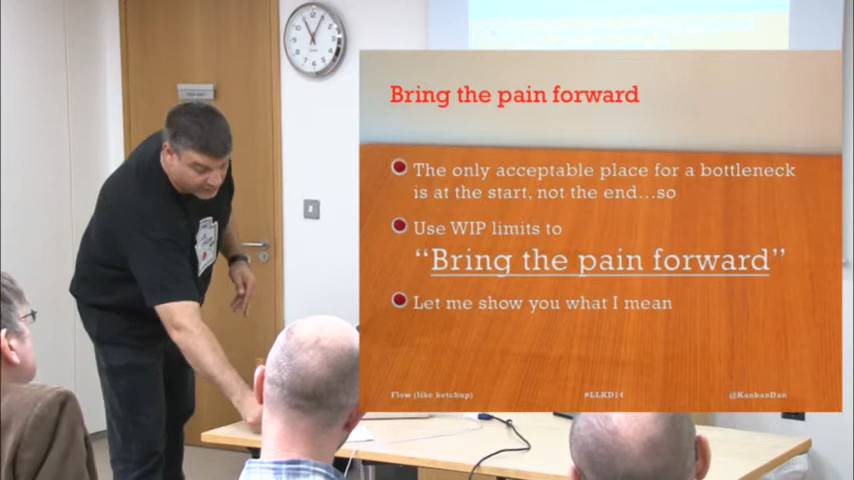 Bring the pain forward
The only acceptable place for a bottleneck
is at the start, not the end...so
Use WIP limits to
“Bring the pain forward”
Let me show you what I mean
Flow (like ketchup) #LLKD14 @KanbanDan